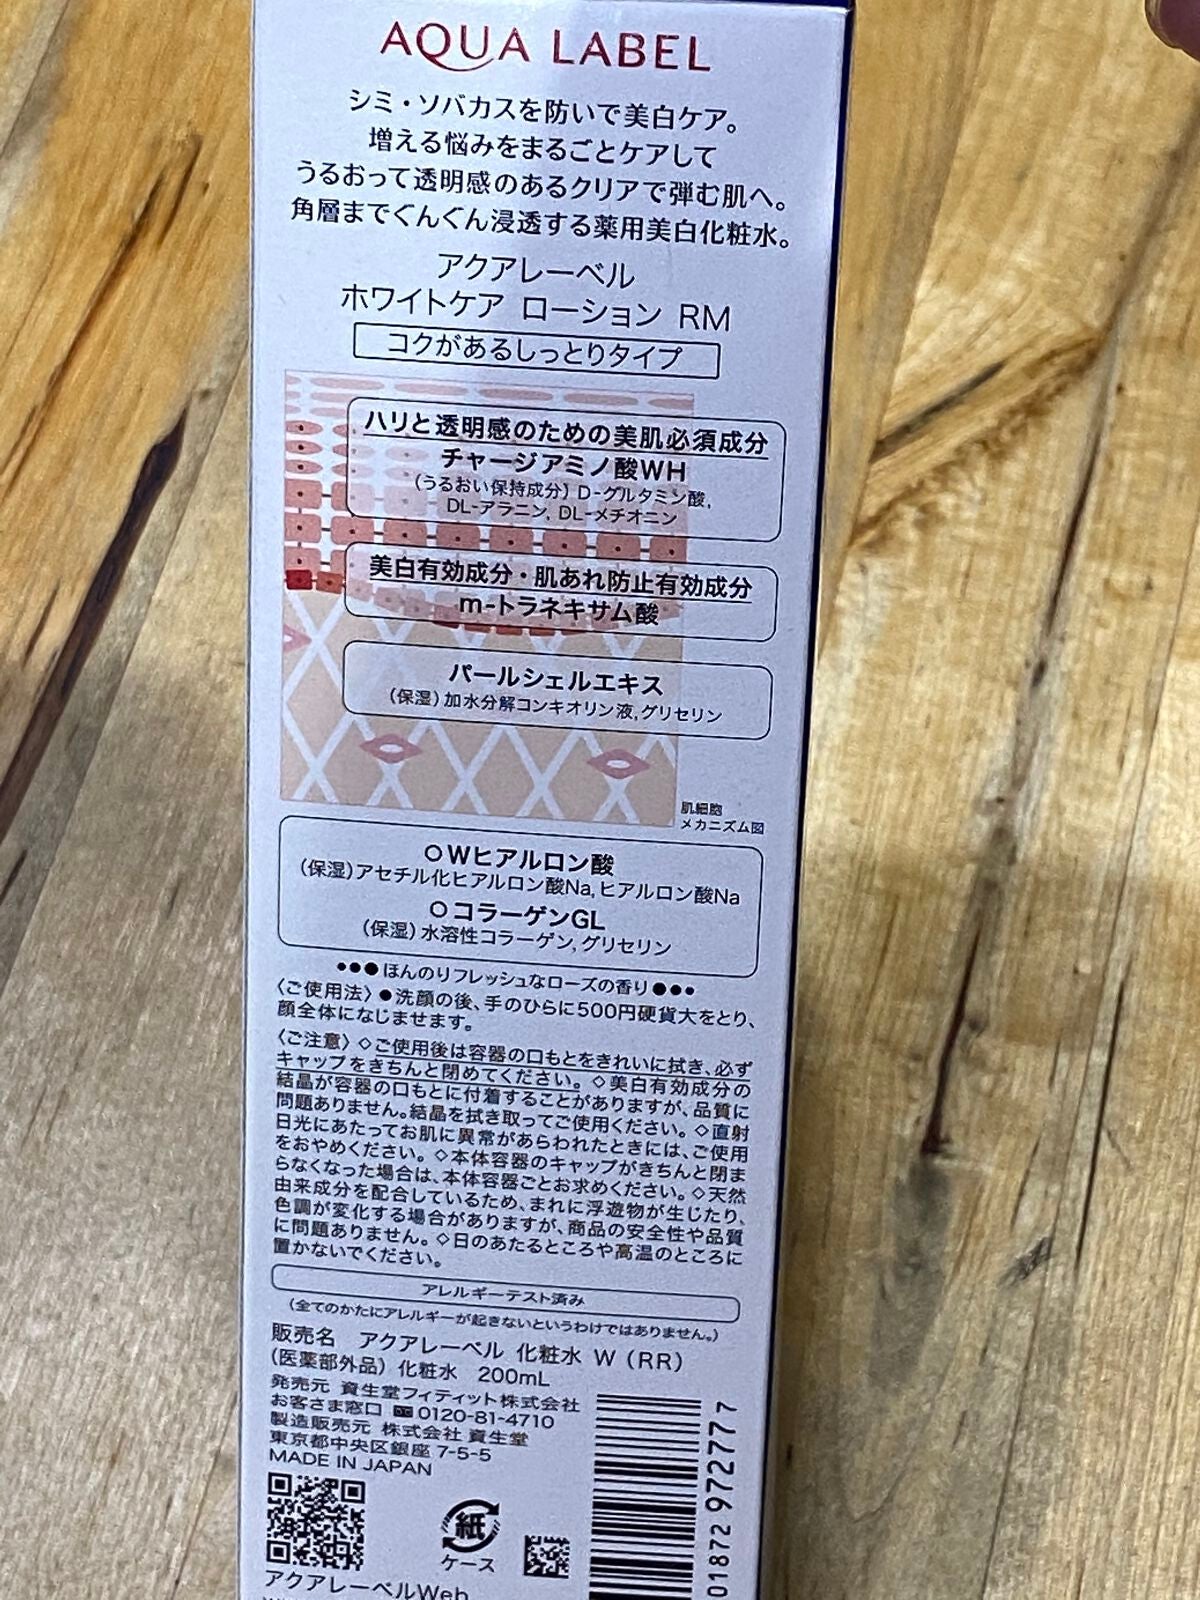 AQUA LABEL
シミ・ソバカスを防いで美白ケア。
増える悩みをまるごとケアして
うるおって透明感のあるクリアで弾む肌へ。
角層までぐんぐん浸透する薬用美白化粧水。
アクアレーベル
ホワイトケア ローション RM
コクがあるしっとりタイプ
ハリと透明感のための美肌必須成分
チャージアミノ酸WH
(うるおい保持成分) D-グルタミン酸,
DL-アラニン, DL-メチオニン
美白有効成分・肌あれ防止有効成分
m-トラネキサム酸
パールシェルエキス
(保湿)加水分解コンキオリン液,グリセリン
肌細胞
メカニズム図
○Wヒアルロン酸
(保湿)アセチル化ヒアルロン酸Na,ヒアルロン酸Na
○コラーゲンGL
(保湿)水溶性コラーゲン,グリセリン
●●●ほんのりフレッシュなローズの香り●●●
〈ご使用法〉●洗顔の後、手のひらに500円硬貨大をとり、
顔全体になじませます。
〈ご注意〉◇ご使用後は容器の口もとをきれいに拭き、必ず
キャップをきちんと閉めてください。◇美白有効成分の
結晶が容器の口もとに付着することがありますが、品質に
問題ありません。結晶を拭き取ってご使用ください。◇直射
日光にあたってお肌に異常があらわれたときには、ご使用
をおやめください。◇本体容器のキャップがきちんと閉ま
らなくなった場合は、本体容器ごとお求めください。◇天然
由来成分を配合しているため、まれに浮遊物が生じたり、
色調が変化する場合がありますが、商品の安全性や品質
に問題ありません。◇日のあたるところや高温のところに
置かないでください。
アレルギーテスト済み
(全てのかたにアレルギーが起きないというわけではありません。)
販売名 アクアレーベル 化粧水 W (RR)
(医薬部外品) 化粧水 200mL
発売元 資生堂フィティット株式会社
お客さま窓口 0120-81-4710
製造販売元 株式会社 資生堂
東京都中央区銀座 7-5-5
MADE IN JAPAN
紙
ケース
01872 972777 7
アクアレーベルWeb